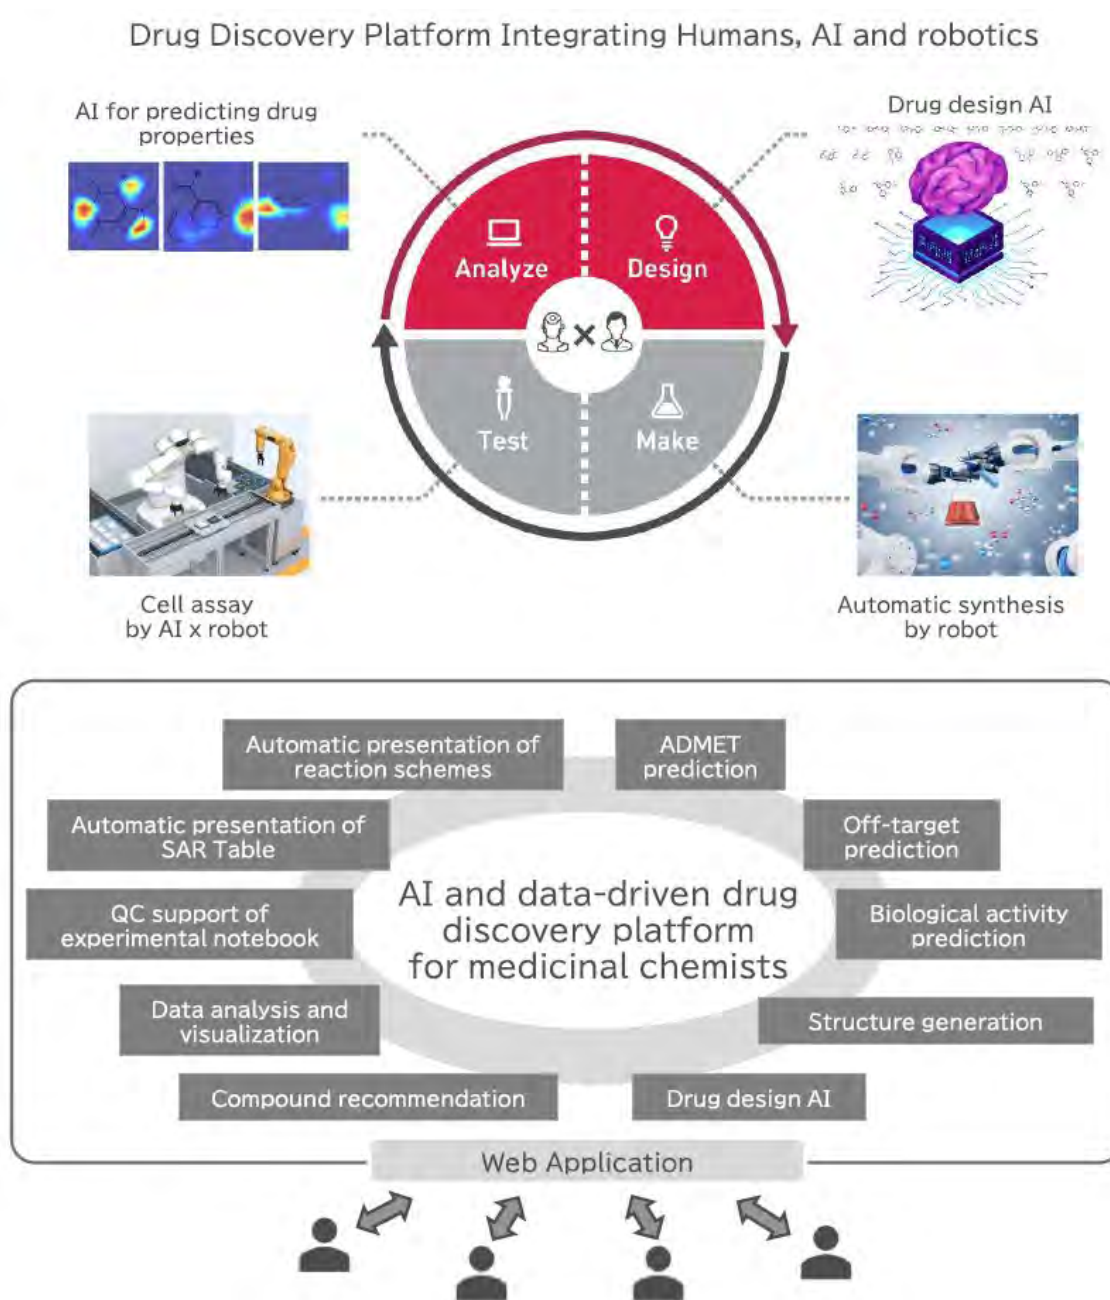 Drug Discovery Platform Integrating Humans, AI and robotics
AI for predicting drug
properties
Drug design AI
Analyze
Design
Test
Make
Cell assay
by AI x robot
Automatic synthesis
by robot
Automatic presentation of
reaction schemes
ADMET
prediction
Automatic presentation of
SAR Table
Off-target
prediction
QC support of
experimental notebook
AI and data-driven drug
discovery platform
for medicinal chemists
Biological activity
prediction
Data analysis and
visualization
Structure generation
Compound recommendation
Drug design AI
Web Application